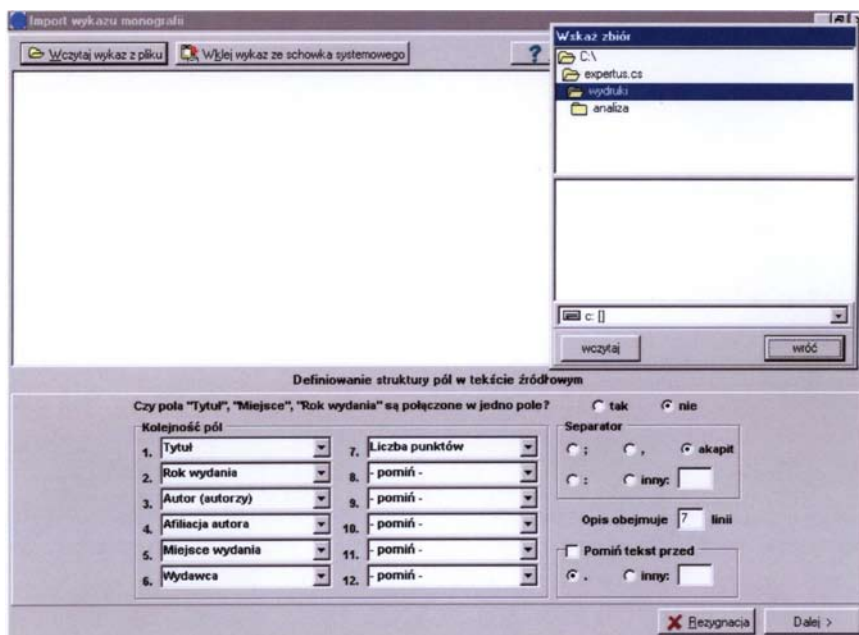 Import wykazu monografii
Wczytaj wykaz z pliku
Wklej wykaz ze schowka systemowego
?
Wskaż zbiór
C:\
expertus.cs
wydruki
analiza
c: []
wczytaj
wróć
Definiowanie struktury pól w tekście źródłowym
Czy pola "Tytuł", "Miejsce", "Rok wydania" są połączone w jedno pole?
tak
nie
Kolejność pól
1. Tytuł
2. Rok wydania
3. Autor (autorzy)
4. Afiliacja autora
5. Miejsce wydania
6. Wydawca
7. Liczba punktów
8. - pomiń -
9. - pomiń -
10. - pomiń -
11. - pomiń -
12. - pomiń -
Separator
; , akapit
: inny:
Opis obejmuje 7 linii
Pomiń tekst przed
. inny:
Rezygnacja
Dalej >